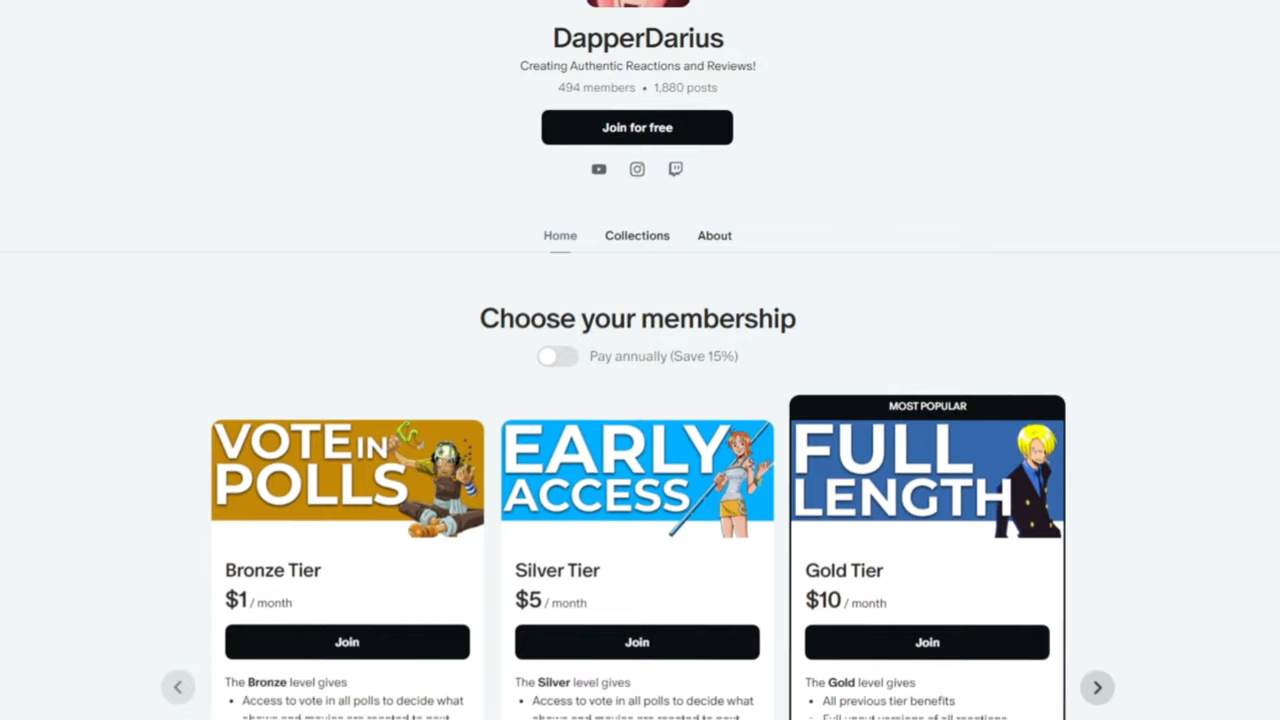 DapperDarius
Creating Authentic Reactions and Reviews!
494 members • 1,880 posts
Join for free
Home Collections About
Choose your membership
Pay annually (Save 15%)
VOTE IN
POLLS
Bronze Tier
$1 / month
Join
The Bronze level gives
• Access to vote in all polls to decide what
EARLY
ACCESS
Silver Tier
$5 / month
Join
The Silver level gives
• Access to vote in all polls to decide what
MOST POPULAR
FULL
LENGTH
Gold Tier
$10 / month
Join
The Gold level gives
• All previous tier benefits